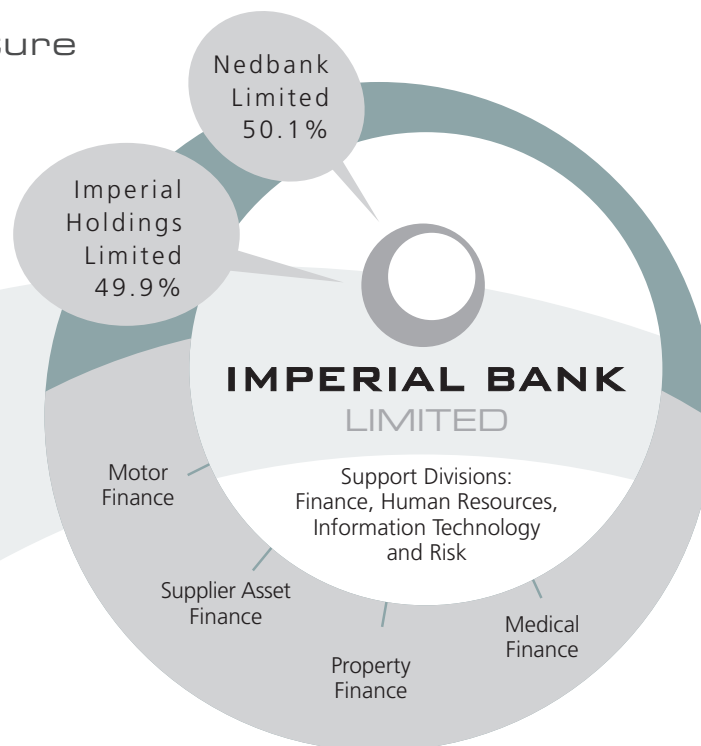 Nedbank
Limited
50.1%
Imperial
Holdings
Limited
49.9%
IMPERIAL BANK
LIMITED
Support Divisions:
Finance, Human Resources,
Information Technology
and Risk
Motor
Finance
Supplier Asset
Finance
Property
Finance
Medical
Finance